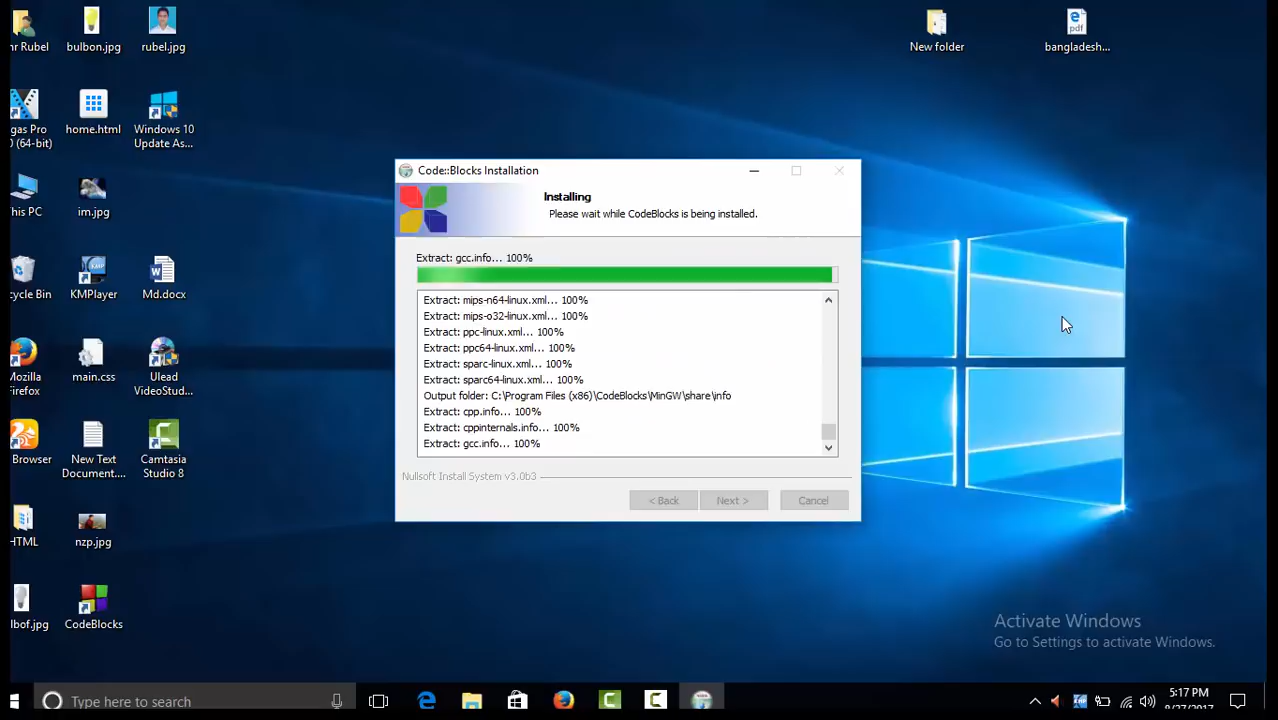 nr Rubel
bulbon.jpg
rubel.jpg
New folder
bangladesh...
gas Pro
0 (64-bit)
home.html
Windows 10
Update As...
This PC
im.jpg
cycle Bin
KMPlayer
Md.docx
Mozilla
Firefox
main.css
Ulead
VideoStud...
Browser
New Text
Document....
Camtasia
Studio 8
HTML
nzp.jpg
lbof.jpg
CodeBlocks
Code::Blocks Installation
Installing
Please wait while CodeBlocks is being installed.
Extract: gcc.info... 100%
Extract: mips-n64-linux.xml... 100%
Extract: mips-o32-linux.xml... 100%
Extract: ppc-linux.xml... 100%
Extract: ppc64-linux.xml... 100%
Extract: sparc-linux.xml... 100%
Extract: sparc64-linux.xml... 100%
Output folder: C:\Program Files (x86)\CodeBlocks\MinGW\share\info
Extract: cpp.info... 100%
Extract: cppinternals.info... 100%
Extract: gcc.info... 100%
Nullsoft Install System v3.0b3
< Back
Next >
Cancel
Activate Windows
Go to Settings to activate Windows.
Type here to search
5:17 PM
8/27/2017